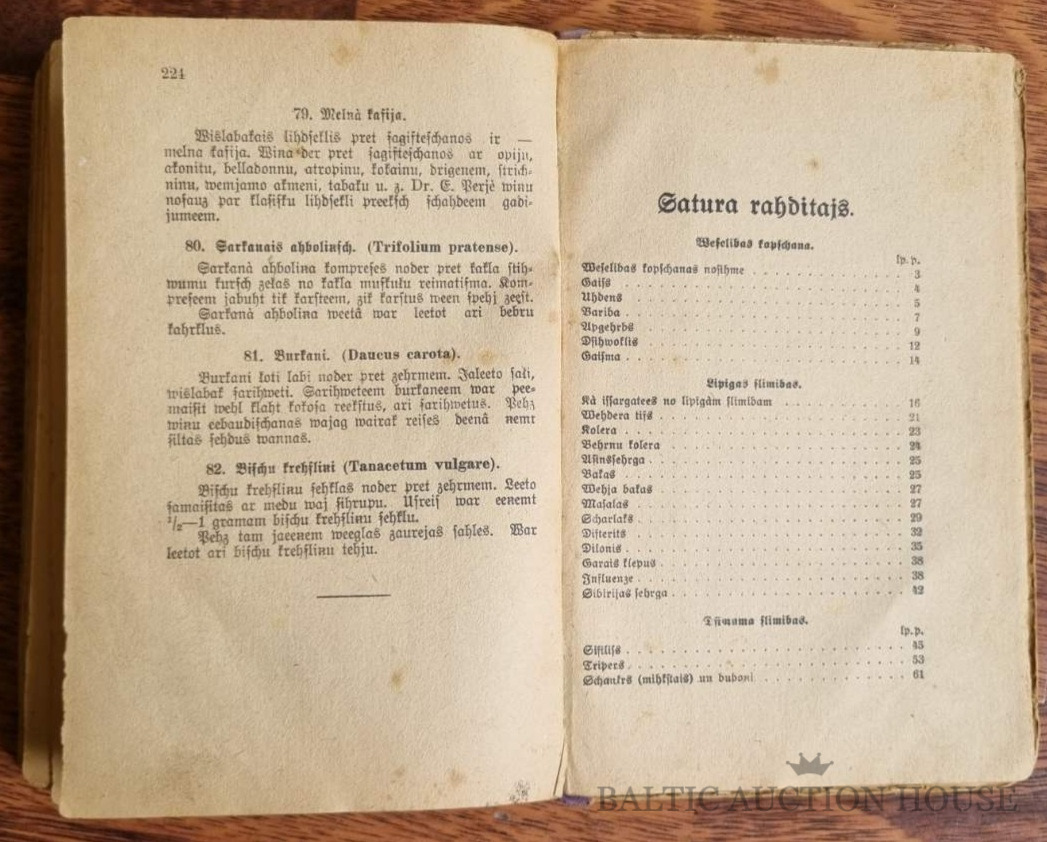 224
79. Melnà kafija.
Wislabakais lihdseklis pret sagifteschanos ir —
melna kafija. Wina der pret sagifteschanos ar opiju,
akonitu, belladonnu, atropinu, kokainu, drigenem, strich-
ninu, wemjamo akmeni, tabaku u. z. Dr. E. Perjè winu
nosauz par klasisku lihdsekli preeksch schahdeem gadi-
jumeem.
80. Sarkanais ahbolinsch. (Trifolium pratense).
Sarkanà ahbolina kompreses noder pret kakla stih-
wumu kursch zelas no kakla muskulu reimatisma. Kom-
preseem jabuht tik karsteem, zik karstus ween spehj zeest.
Sarkanà ahbolina weetâ war leetot ari bebru
kahrklus.
81. Burkani. (Daucus carota).
Burkani loti labi noder pret zehrmem. Jaleeto sali,
wislabak sarihweti. Sarihweteem burkaneem war pee-
maisit wehl klaht kokosa reekstus, ari sarihwetus. Pehz
winu eebaudischanas wajag wairak reises deenâ nemt
siltas sehdus wannas.
82. Bischu krehslini (Tanacetum vulgare).
Bischu krehslinu sehklas noder pret zehrmem. Leeto
samaisitas ar medu waj sihrupu. Usreis war eenemt
¹/₂—1 gramam bischu krehslinu sehklu.
Pehz tam jaeenem weeglas zaurejas sahles. War
leetot ari bischu krehslinu tehju.
Satura rahditajs.
Weselibas kopschana.
lp. p.
Weselibas kopschanas nosihme . . . 3
Gaiss . . . 4
Uhdens . . . 5
Bariba . . . 7
Apgehrbs . . . 9
Dsihwoklis . . . 12
Gaisma . . . 14
Lipigas slimibas.
Kà issargatees no lipigàm slimibam . . . 16
Wehdera tifs . . . 21
Kolera . . . 23
Behrnu kolera . . . 24
Asinssehrga . . . 25
Bakas . . . 25
Wehja bakas . . . 27
Masalas . . . 27
Scharlaks . . . 29
Difterits . . . 32
Dilonis . . . 35
Garais klepus . . . 38
Influenze . . . 38
Sibirijas sehrga . . . 42
Dsimuma slimibas.
lp. p.
Sifiliss . . . 45
Tripers . . . 53
Schankrs (mihkstais) un buboni . . . 61
BALTIC AUCTION HOUSE